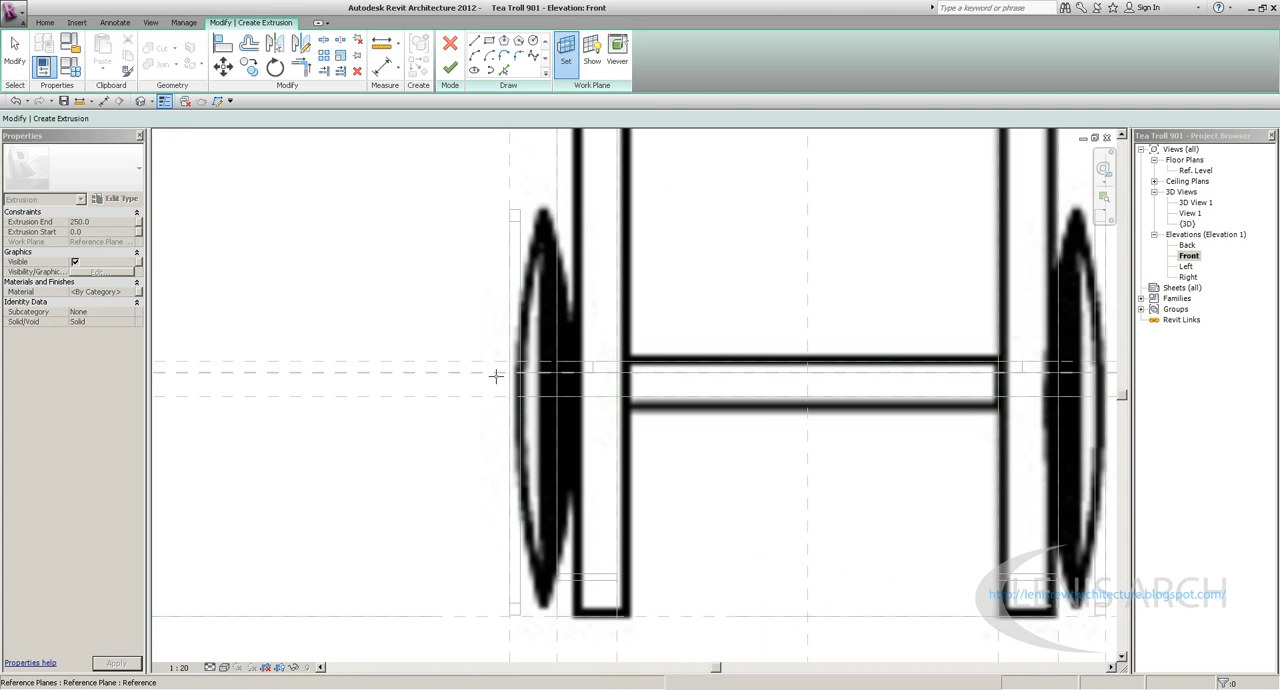 Autodesk Revit Architecture 2012 - Tea Troll 901 - Elevation: Front
Type a keyword or phrase
Sign In
Home Insert Annotate View Manage Modify | Create Extrusion
Modify
Paste
Cut
Join
Set Show Viewer
Select Properties Clipboard Geometry Modify Measure Create Mode Draw Work Plane
Modify | Create Extrusion
Properties
Extrusion
Edit Type
Constraints
Extrusion End 250.0
Extrusion Start 0.0
Work Plane Reference Plane ...
Graphics
Visible
Visibility/Graphic... Edit...
Materials and Finishes
Material <By Category>
Identity Data
Subcategory None
Solid/Void Solid
Properties help
Apply
Tea Troll 901 - Project Browser
Views (all)
Floor Plans
Ref. Level
Ceiling Plans
3D Views
3D View 1
View 1
{3D}
Elevations (Elevation 1)
Back
Front
Left
Right
Sheets (all)
Families
Groups
Revit Links
LENIS ARCH
1 : 20
Reference Planes : Reference Plane : Reference
:0